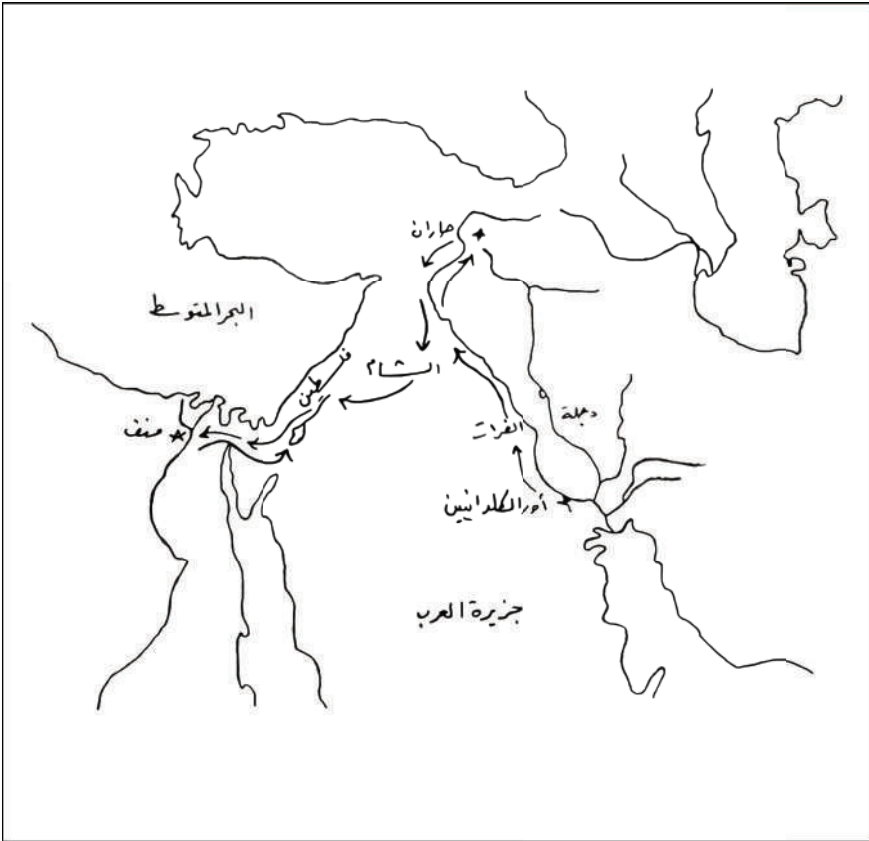 حاران
البحر المتوسط
الشام
فلسطين
منف
دجلة
الفرات
أور الكلدانيين
جزيرة العرب